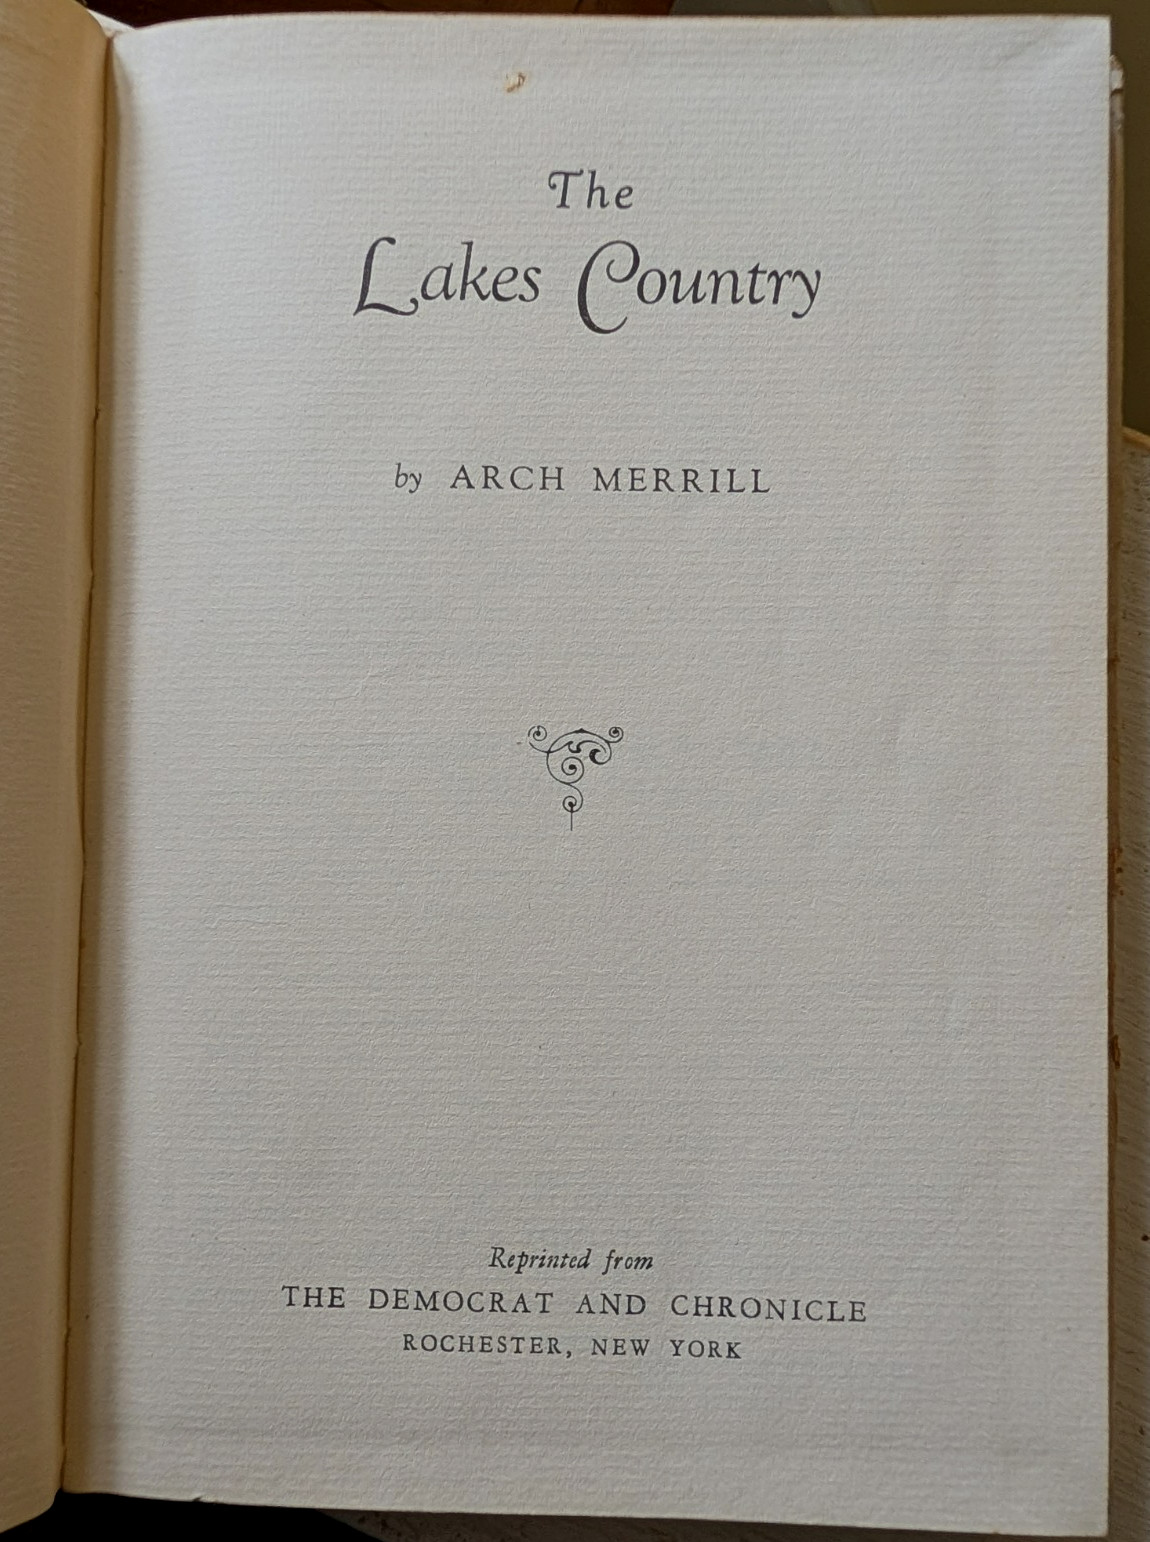 The
Lakes Country
by ARCH MERRILL
Reprinted from
THE DEMOCRAT AND CHRONICLE
ROCHESTER, NEW YORK